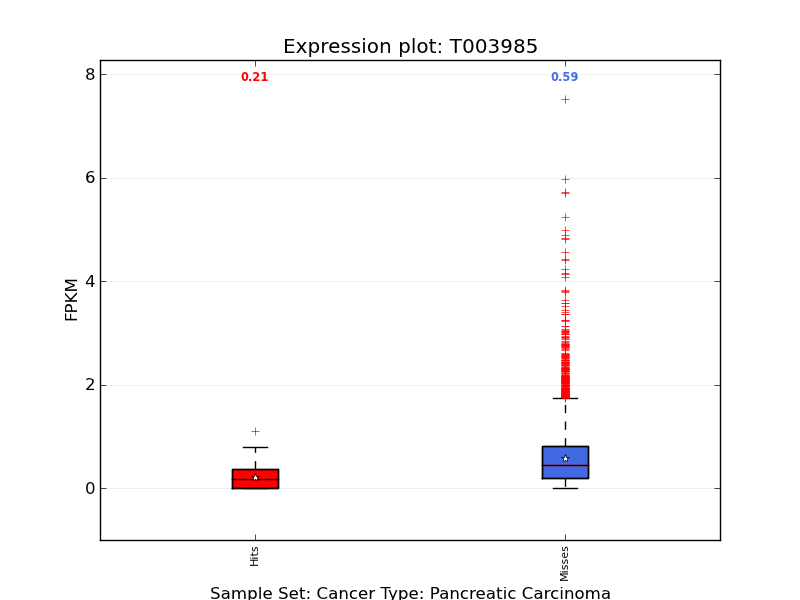 Expression plot: T003985
0.21
0.59
8
6
4
2
0
FPKM
Hits
Misses
Sample Set: Cancer Type: Pancreatic Carcinoma